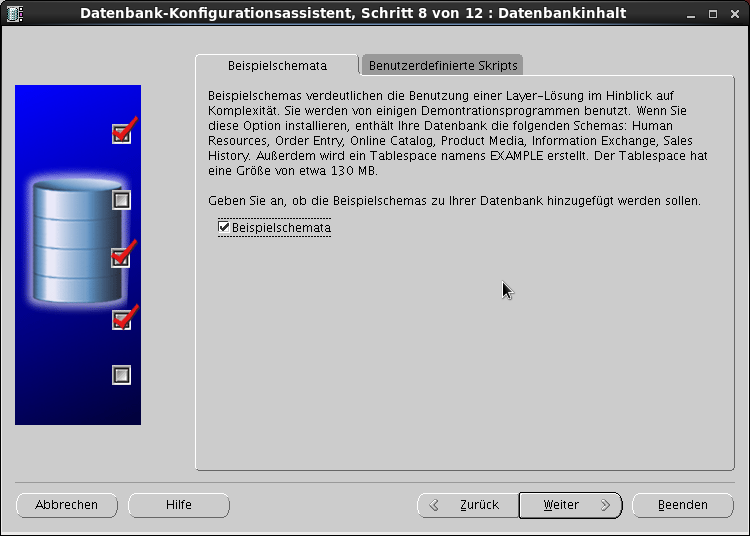 Datenbank-Konfigurationsassistent, Schritt 8 von 12 : Datenbankinhalt
Beispielschemata
Benutzerdefinierte Skripts
Beispielschemas verdeutlichen die Benutzung einer Layer-Lösung im Hinblick auf
Komplexität. Sie werden von einigen Demontrationsprogrammen benutzt. Wenn Sie
diese Option installieren, enthält Ihre Datenbank die folgenden Schemas: Human
Resources, Order Entry, Online Catalog, Product Media, Information Exchange, Sales
History. Außerdem wird ein Tablespace namens EXAMPLE erstellt. Der Tablespace hat
eine Größe von etwa 130 MB.
Geben Sie an, ob die Beispielschemas zu Ihrer Datenbank hinzugefügt werden sollen.
Beispielschemata
Abbrechen
Hilfe
Zurück
Weiter
Beenden